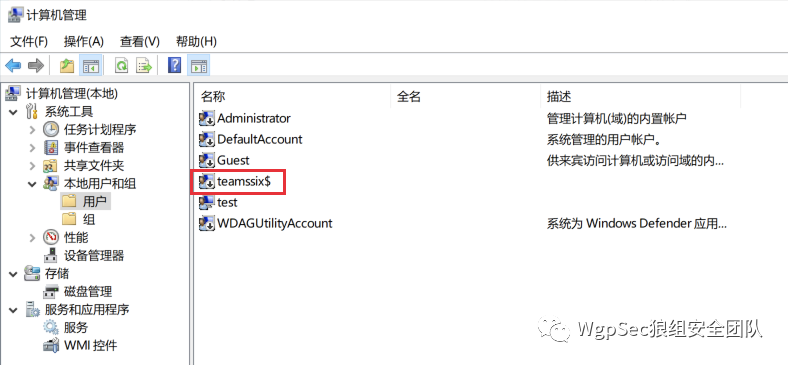 计算机管理
文件(F) 操作(A) 查看(V) 帮助(H)
计算机管理(本地)
系统工具
任务计划程序
事件查看器
共享文件夹
本地用户和组
用户
组
性能
设备管理器
存储
磁盘管理
服务和应用程序
服务
WMI 控件
名称 全名 描述
Administrator 管理计算机(域)的内置帐户
DefaultAccount 系统管理的用户帐户。
Guest 供来宾访问计算机或访问域的内...
teamssix$
test
WDAGUtilityAccount 系统为 Windows Defender 应用...
WgpSec狼组安全团队